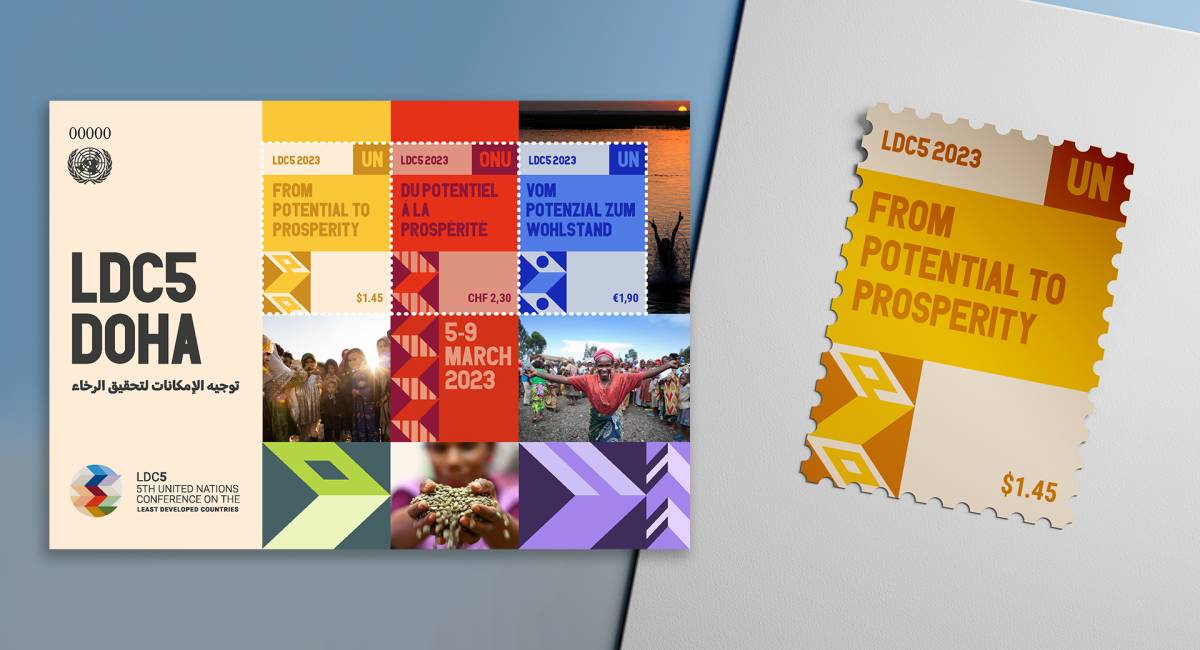 00000
LDC5
DOHA
توجيه الإمكانات لتحقيق الرخاء
LDC5
5TH UNITED NATIONS
CONFERENCE ON THE
LEAST DEVELOPED COUNTRIES
LDC5 2023 UN
FROM
POTENTIAL TO
PROSPERITY
$1.45
LDC5 2023 ONU
DU POTENTIEL
À LA
PROSPÉRITÉ
CHF 2,30
LDC5 2023 UN
VOM
POTENZIAL ZUM
WOHLSTAND
€1,90
5-9
MARCH
2023
LDC5 2023 UN
FROM
POTENTIAL TO
PROSPERITY
$1.45